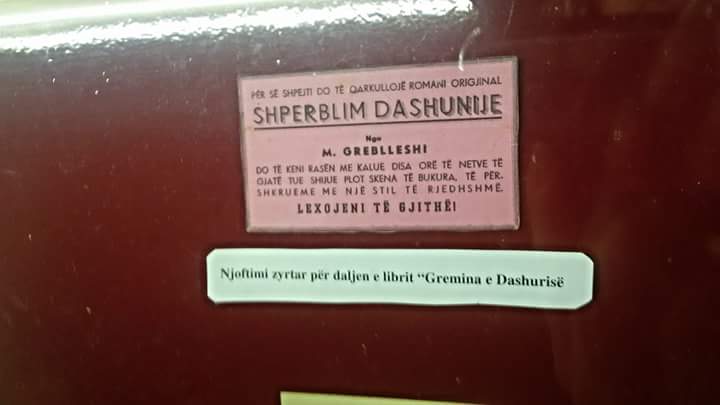 PËR SË SHPEJTI DO TË QARKULLOJË ROMANI ORIGJINAL
SHPERBLIM DASHUNIJE
Nga
M. GREBLLESHI
DO TË KENI RASËN ME KALUE DISA ORË TË NETVE TË
GJATË TUE SHIJUE PLOT SKENA TË BUKURA, TË PËR.
SHKRUEME ME NJË STIL TË RJEDHSHMË.
LEXOJENI TË GJITHË!
Njoftimi zyrtar për daljen e librit “Gremina e Dashurisë